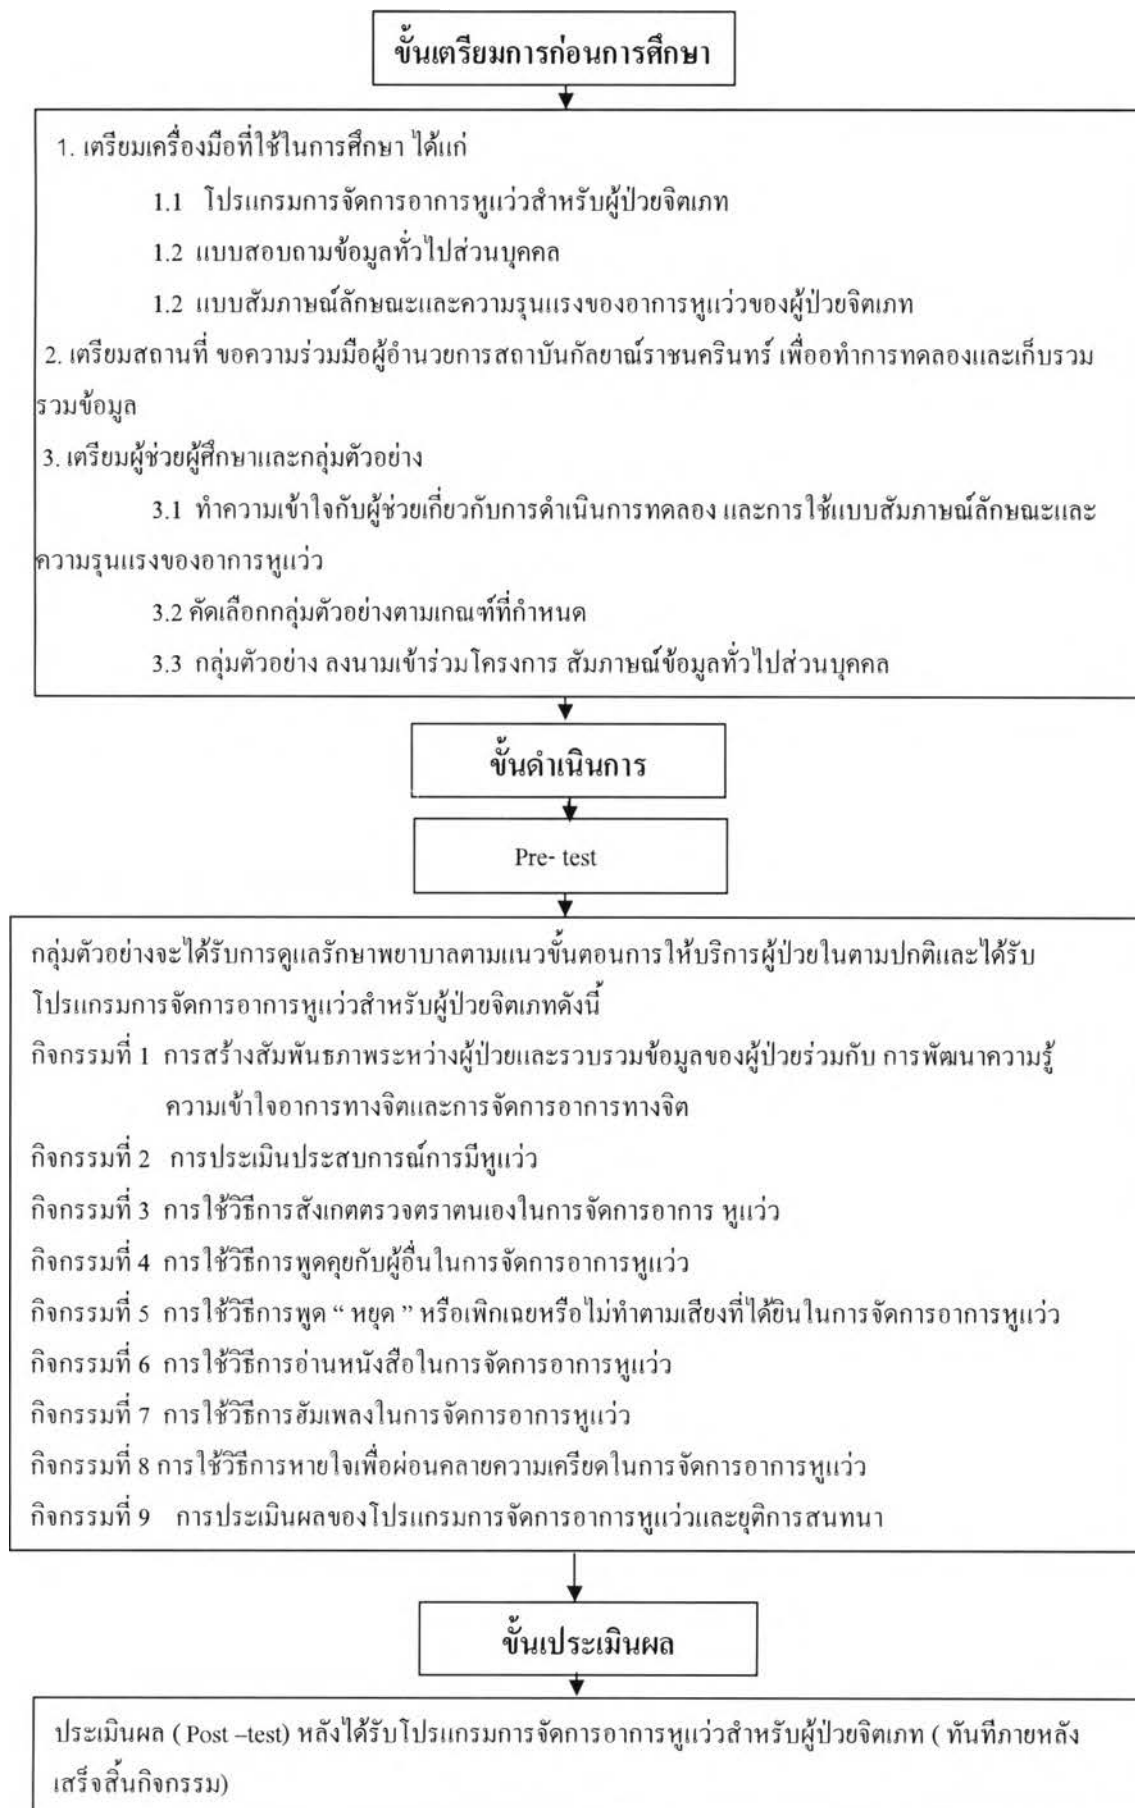 ขั้นเตรียมการก่อนการศึกษา
1. เตรียมเครื่องมือที่ใช้ในการศึกษา ได้แก่
1.1 โปรแกรมการจัดการอาการหูแว่วสำหรับผู้ป่วยจิตเภท
1.2 แบบสอบถามข้อมูลทั่วไปส่วนบุคคล
1.2 แบบสัมภาษณ์ลักษณะและความรุนแรงของอาการหูแว่วของผู้ป่วยจิตเภท
2. เตรียมสถานที่ ขอความร่วมมือผู้อำนวยการสถาบันกัลยาณ์ราชนครินทร์ เพื่ออทำการทดลองและเก็บรวม
รวมข้อมูล
3. เตรียมผู้ช่วยผู้ศึกษาและกลุ่มตัวอย่าง
3.1 ทำความเข้าใจกับผู้ช่วยเกี่ยวกับการดำเนินการทดลอง และการใช้แบบสัมภาษณ์ลักษณะและ
ความรุนแรงของอาการหูแว่ว
3.2 คัดเลือกกลุ่มตัวอย่างตามเกณฑ์ที่กำหนด
3.3 กลุ่มตัวอย่าง ลงนามเข้าร่วมโครงการ สัมภาษณ์ข้อมูลทั่วไปส่วนบุคคล
ขั้นดำเนินการ
Pre- test
กลุ่มตัวอย่างจะได้รับการดูแลรักษาพยาบาลตามแนวขั้นตอนการให้บริการผู้ป่วยในตามปกติและได้รับ
โปรแกรมการจัดการอาการหูแว่วสำหรับผู้ป่วยจิตเภทดังนี้
กิจกรรมที่ 1 การสร้างสัมพันธภาพระหว่างผู้ป่วยและรวบรวมข้อมูลของผู้ป่วยร่วมกับ การพัฒนาความรู้
ความเข้าใจอาการทางจิตและการจัดการอาการทางจิต
กิจกรรมที่ 2 การประเมินประสบการณ์การมีหูแว่ว
กิจกรรมที่ 3 การใช้วิธีการสังเกตตรวจตราตนเองในการจัดการอาการ หูแว่ว
กิจกรรมที่ 4 การใช้วิธีการพูดคุยกับผู้อื่นในการจัดการอาการหูแว่ว
กิจกรรมที่ 5 การใช้วิธีการพูด “ หยุด ” หรือเพิกเฉยหรือไม่ทำตามเสียงที่ได้ยินในการจัดการอาการหูแว่ว
กิจกรรมที่ 6 การใช้วิธีการอ่านหนังสือในการจัดการอาการหูแว่ว
กิจกรรมที่ 7 การใช้วิธีการฮัมเพลงในการจัดการอาการหูแว่ว
กิจกรรมที่ 8 การใช้วิธีการหายใจเพื่อผ่อนคลายความเครียดในการจัดการอาการหูแว่ว
กิจกรรมที่ 9 การประเมินผลของโปรแกรมการจัดการอาการหูแว่วและยุติการสนทนา
ขั้นประเมินผล
ประเมินผล ( Post –test) หลังได้รับโปรแกรมการจัดการอาการหูแว่วสำหรับผู้ป่วยจิตเภท ( ทันทีภายหลัง
เสร็จสิ้นกิจกรรม)